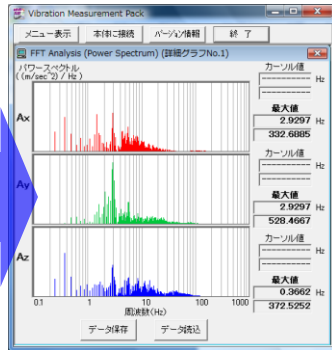 Vibration Measurement Pack
メニュー表示 本体に接続 バージョン情報 終 了
FFT Analysis (Power Spectrum) (詳細グラフNo.1)
パワースペクトル
((m/sec^2) / Hz )
カーソル値
---------- Hz
----------
最大値
Ax
2.9297 Hz
332.6885
カーソル値
---------- Hz
----------
最大値
Ay
2.9297 Hz
528.4667
カーソル値
---------- Hz
----------
最大値
Az
0.3662 Hz
372.5252
0.1 1 10 100 1000
周波数(Hz)
データ保存 データ読込